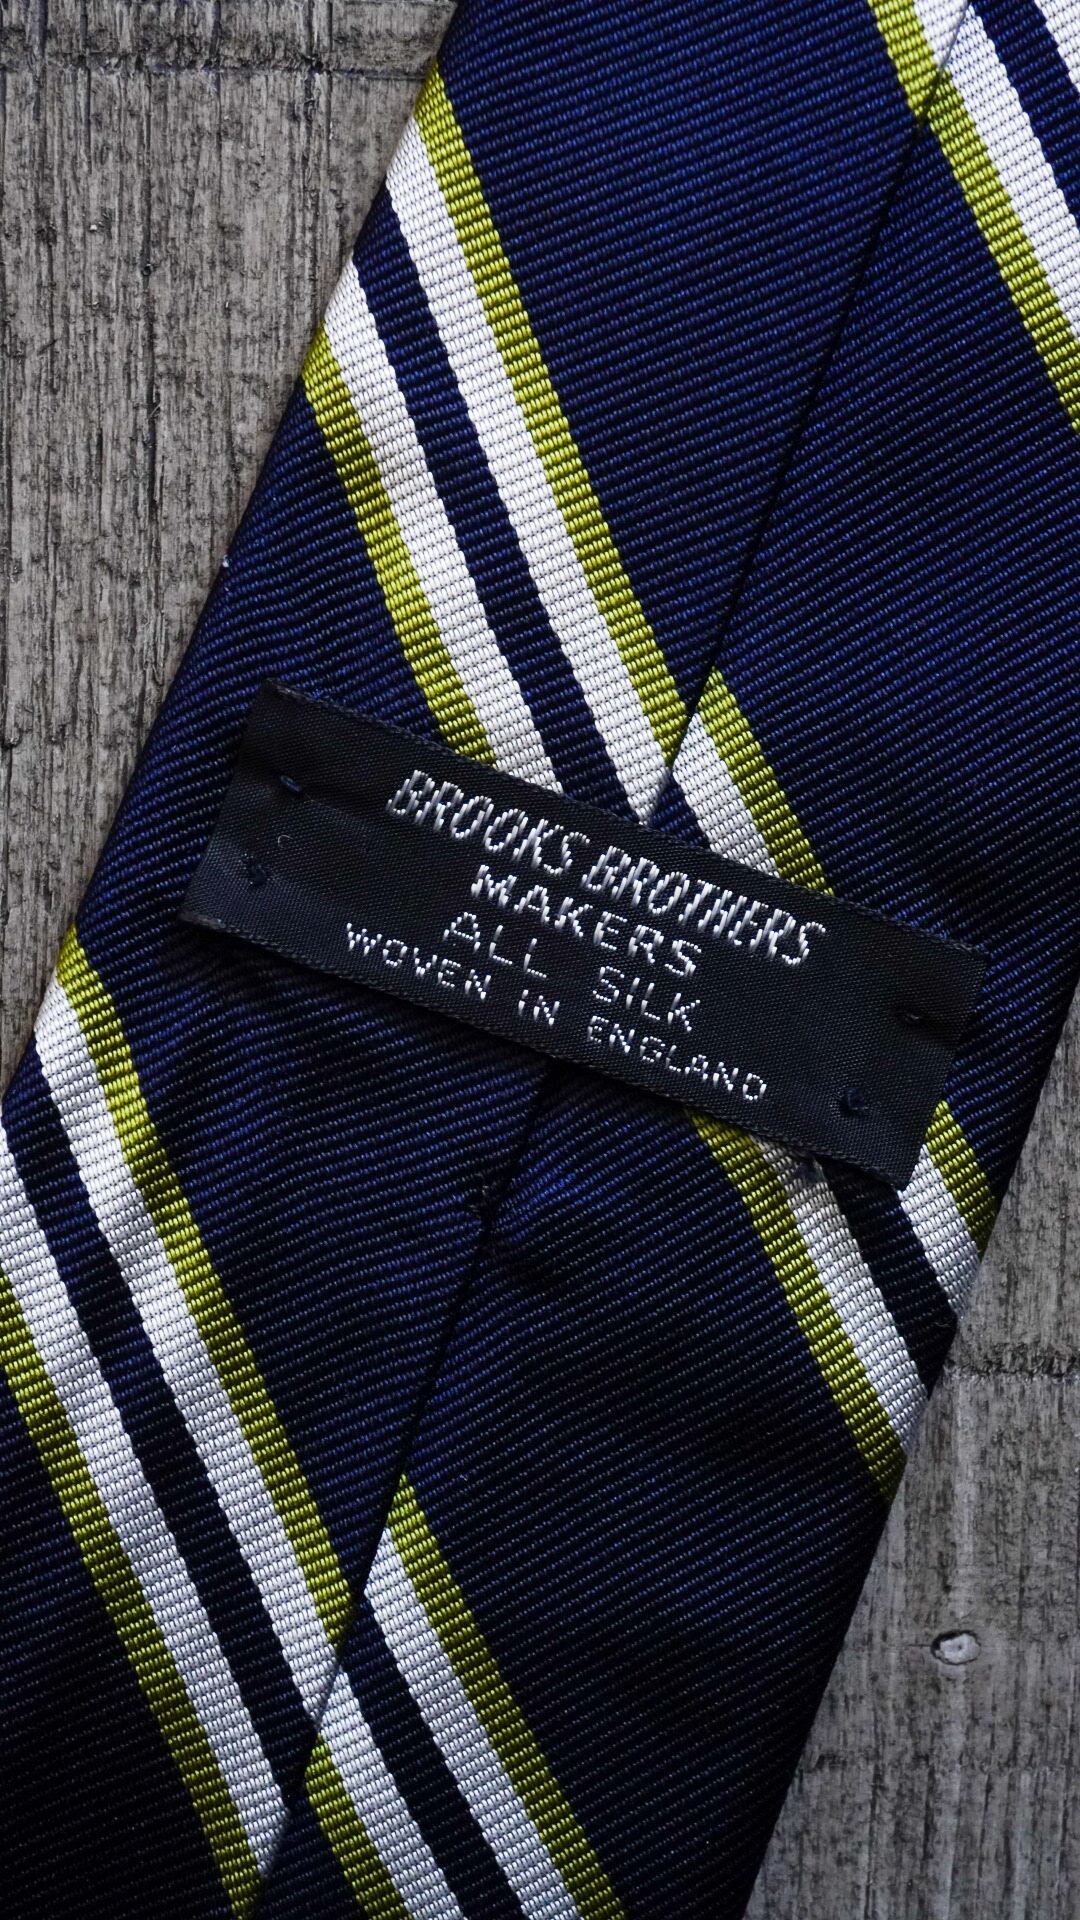 BROOKS BROTHERS
MAKERS
ALL SILK
WOVEN IN ENGLAND